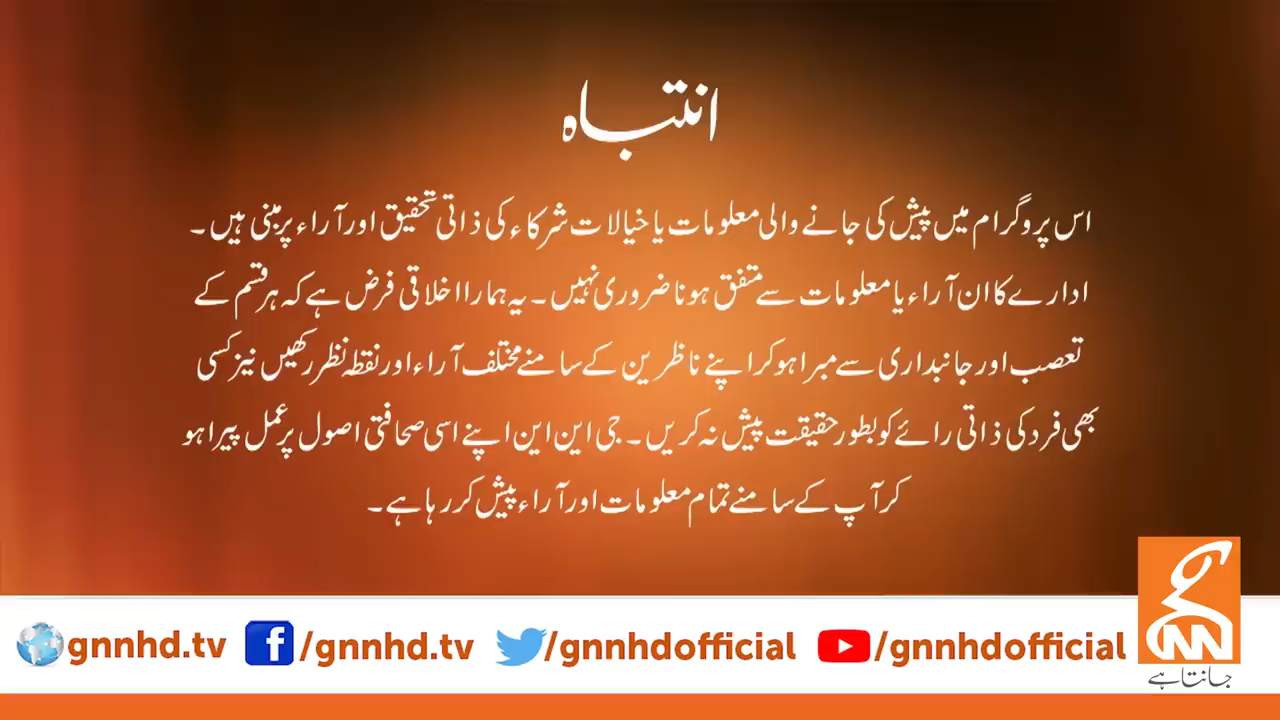 انتباہ
اس پروگرام میں پیش کی جانے والی معلومات یا خیالات شرکاء کی ذاتی تحقیق اور آراء پر مبنی ہیں۔
ادارے کا ان آراء یا معلومات سے متفق ہونا ضروری نہیں۔ یہ ہمارا اخلاقی فرض ہے کہ ہر قسم کے
تعصب اور جانبداری سے مبرا ہو کر اپنے ناظرین کے سامنے مختلف آراء اور نقطہ نظر رکھیں نیز کسی
بھی فرد کی ذاتی رائے کو بطور حقیقت پیش نہ کریں۔ جی این این اپنے اسی صحافتی اصول پر عمل پیرا ہو
کر آپ کے سامنے تمام معلومات اور آراء پیش کر رہا ہے۔
gnnhd.tv /gnnhd.tv /gnnhdofficial /gnnhdofficial
GNN
جانتا ہے